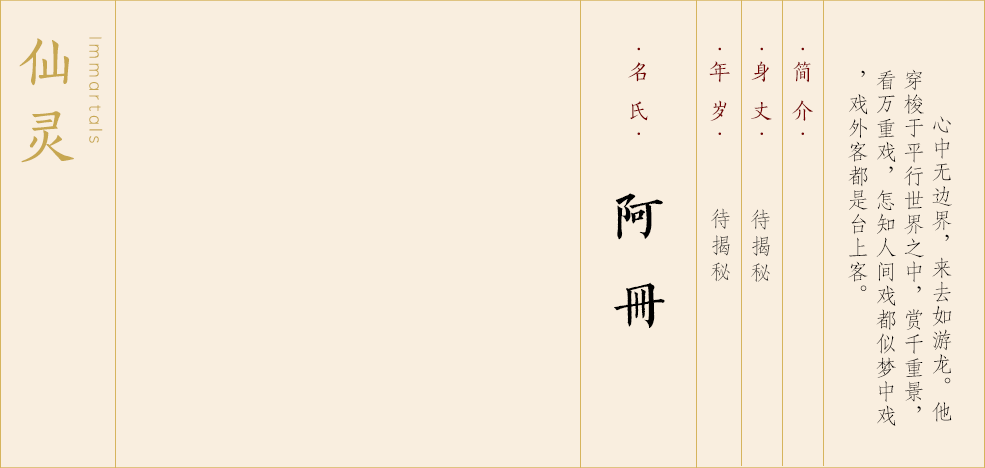 仙灵
Immartals
·名氏·
阿冊
·年岁·
待揭秘
·身丈·
待揭秘
·简介·
心中无边界，来去如游龙。他
穿梭于平行世界之中，赏千重景，
看万重戏，怎知人间戏都似梦中戏
，戏外客都是台上客。